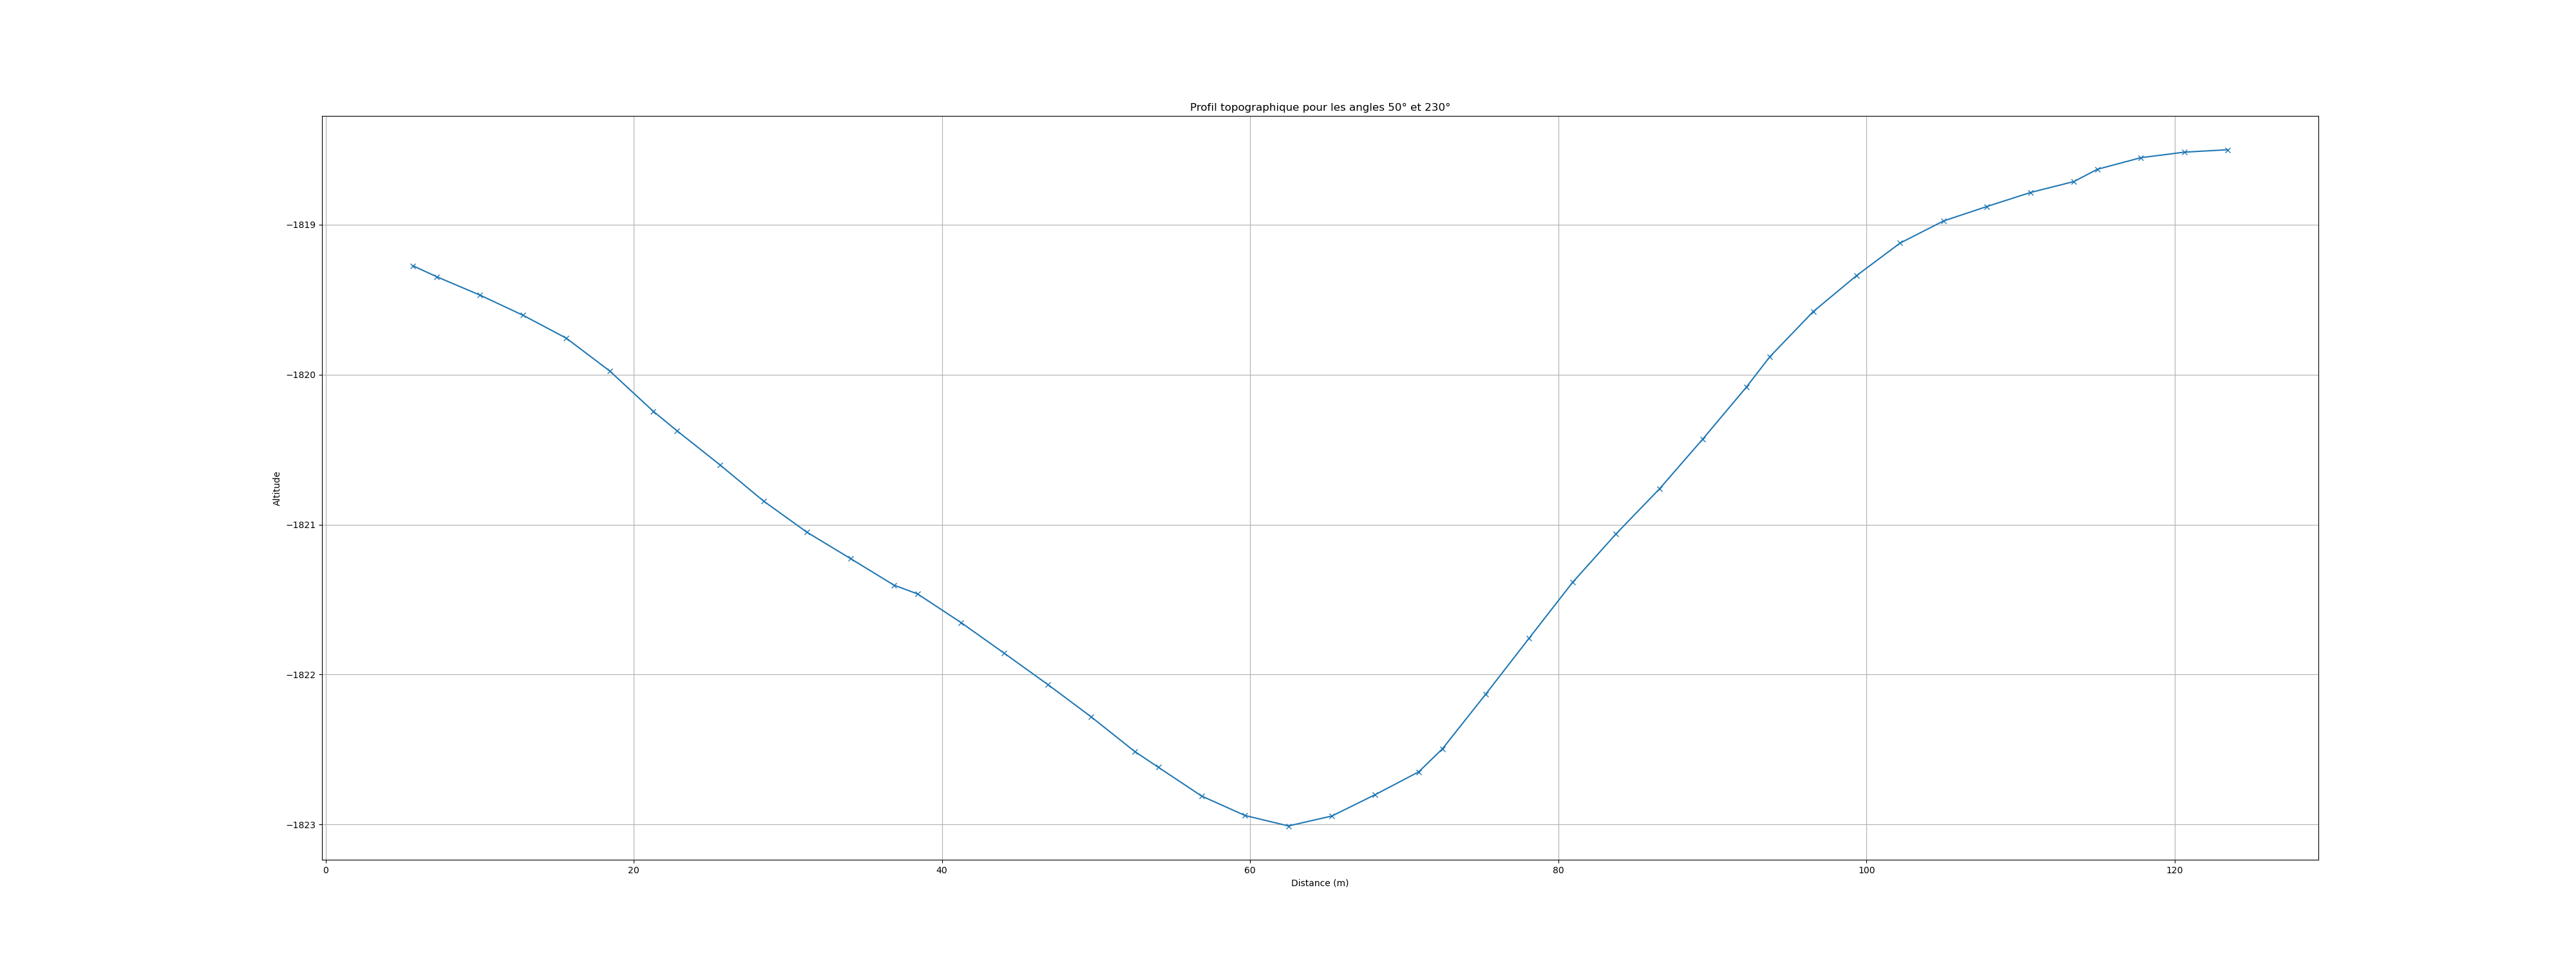 Profil topographique pour les angles 50° et 230°
Altitude
−1819
−1820
−1821
−1822
−1823
0 20 40 60 80 100 120
Distance (m)